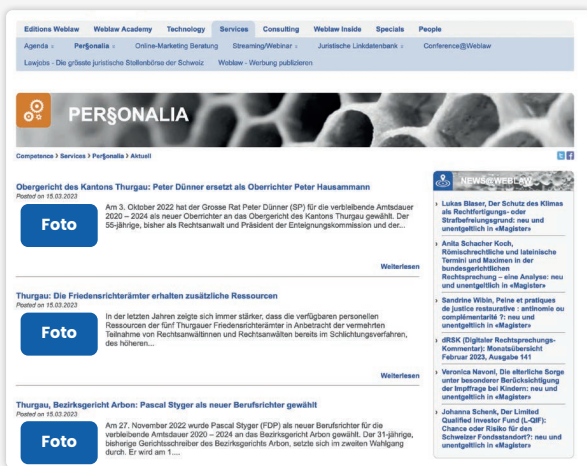 Editions Weblaw Weblaw Academy Technology Services Consulting Weblaw Inside Specials People
Agenda Per§onalia Online-Marketing Beratung Streaming/Webinar Juristische Linkdatenbank Conference@Weblaw
Lawjobs - Die grösste juristische Stellenbörse der Schweiz Weblaw - Werbung publizieren
PER§ONALIA
Competence > Services > Per§onalia > Aktuell
Obergericht des Kantons Thurgau: Peter Dünner ersetzt als Oberrichter Peter Hausammann
Posted on 15.03.2023
Foto
Am 3. Oktober 2022 hat der Grosse Rat Peter Dünner (SP) für die verbleibende Amtsdauer
2020 – 2024 als neuer Oberrichter an das Obergericht des Kantons Thurgau gewählt. Der
55-jährige, bisher als Rechtsanwalt und Präsident der Enteignungskommission und der...
Weiterlesen
Thurgau: Die Friedensrichterämter erhalten zusätzliche Ressourcen
Posted on 15.03.2023
Foto
In der letzten Jahren zeigte sich immer stärker, dass die verfügbaren personellen
Ressourcen der fünf Thurgauer Friedensrichterämter in Anbetracht der vermehrten
Teilnahme von Rechtsanwältinnen und Rechtsanwälten bereits im Schlichtungsverfahren,
des höheren...
Weiterlesen
Thurgau, Bezirksgericht Arbon: Pascal Styger als neuer Berufsrichter gewählt
Posted on 15.03.2023
Foto
Am 27. November 2022 wurde Pascal Styger (FDP) als neuer Berufsrichter für die
verbleibende Amtsdauer 2020 – 2024 an das Bezirksgericht Arbon gewählt. Der 31-jährige,
bisherige Gerichtsschreiber des Bezirksgerichts Arbon, setzte sich im zweiten Wahlgang
durch. Er wird am 1....
NEWS@WEBLAW
› Lukas Blaser, Der Schutz des Klimas
als Rechtfertigungs- oder
Strafbefreiungsgrund: neu und
unentgeltlich in «Magister»
› Anita Schacher Koch,
Römischrechtliche und lateinische
Termini und Maximen in der
bundesgerichtlichen
Rechtsprechung – eine Analyse: neu
und unentgeltlich in «Magister»
› Sandrine Wibin, Peine et pratiques
de justice restaurative : antinomie ou
complémentarité ?: neu und
unentgeltlich in «Magister»
› dRSK (Digitaler Rechtsprechungs-
Kommentar): Monatsübersicht
Februar 2023, Ausgabe 141
› Veronica Navoni, Die elterliche Sorge
unter besonderer Berücksichtigung
der Impffrage bei Kindern: neu und
unentgeltlich in «Magister»
› Johanna Schenk, Der Limited
Qualified Investor Fund (L-QIF):
Chance oder Risiko für den
Schweizer Fondsstandort?: neu und
unentgeltlich in «Magister»